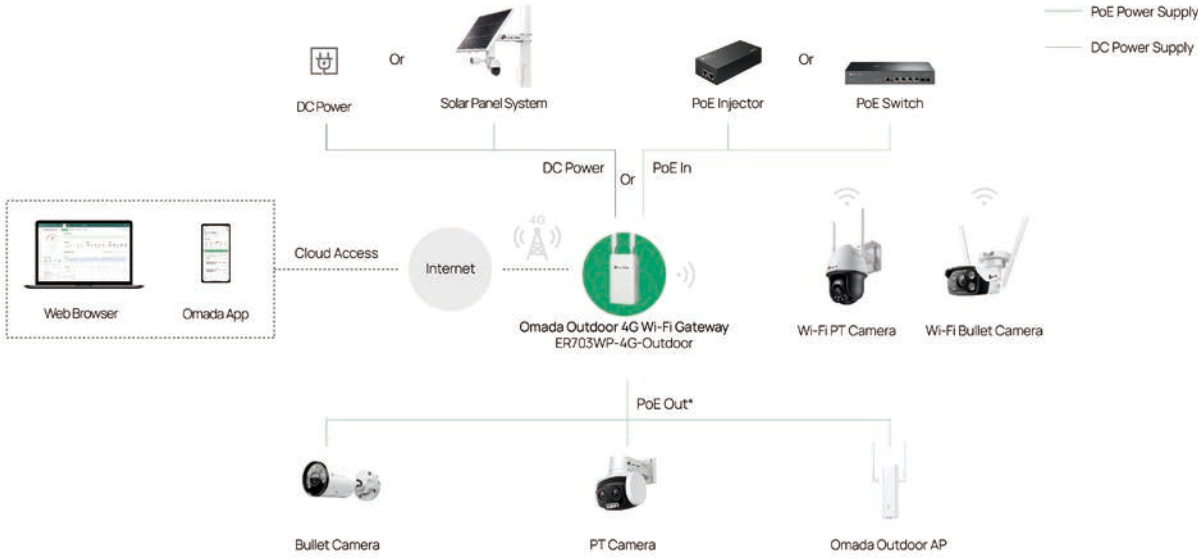 PoE Power Supply
DC Power Supply
Or
Or
DC Power
Solar Panel System
PoE Injector
PoE Switch
DC Power
Or
PoE In
4G
Cloud Access
Internet
Web Browser
Omada App
Omada Outdoor 4G Wi-Fi Gateway
ER703WP-4G-Outdoor
Wi-Fi PT Camera
Wi-Fi Bullet Camera
PoE Out*
Bullet Camera
PT Camera
Omada Outdoor AP